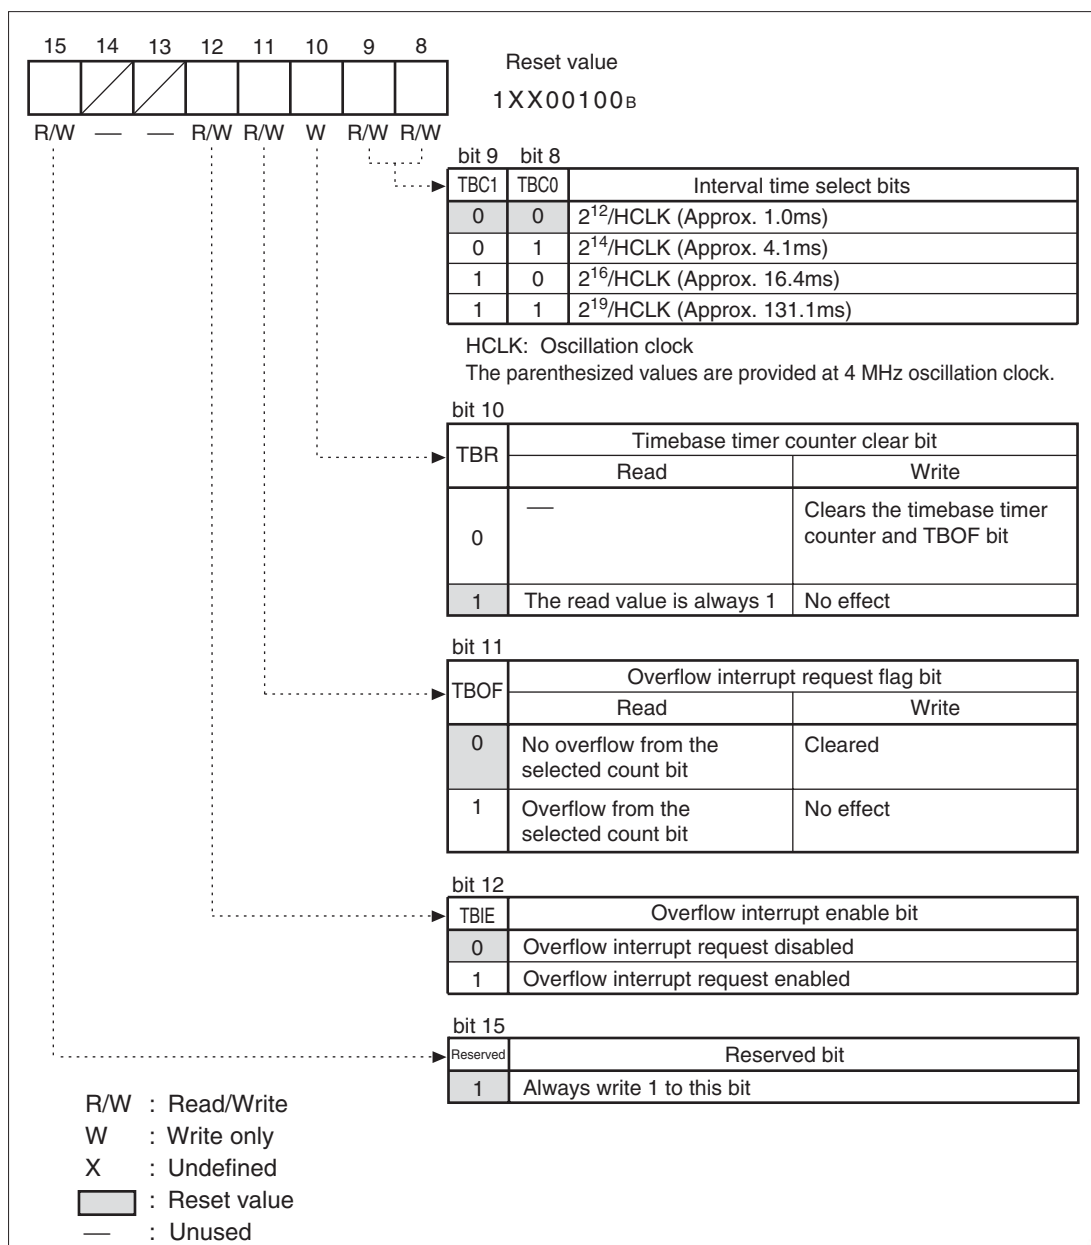 15 14 13 12 11 10 9 8
Reset value
1XX00100B
R/W — — R/W R/W W R/W R/W
bit 9 bit 8
TBC1 TBC0 Interval time select bits
0 0 2^12/HCLK (Approx. 1.0ms)
0 1 2^14/HCLK (Approx. 4.1ms)
1 0 2^16/HCLK (Approx. 16.4ms)
1 1 2^19/HCLK (Approx. 131.1ms)
HCLK: Oscillation clock
The parenthesized values are provided at 4 MHz oscillation clock.
bit 10
TBR Timebase timer counter clear bit
Read Write
0 — Clears the timebase timer
counter and TBOF bit
1 The read value is always 1 No effect
bit 11
TBOF Overflow interrupt request flag bit
Read Write
0 No overflow from the Cleared
selected count bit
1 Overflow from the No effect
selected count bit
bit 12
TBIE Overflow interrupt enable bit
0 Overflow interrupt request disabled
1 Overflow interrupt request enabled
bit 15
Reserved Reserved bit
1 Always write 1 to this bit
R/W : Read/Write
W : Write only
X : Undefined
: Reset value
— : Unused